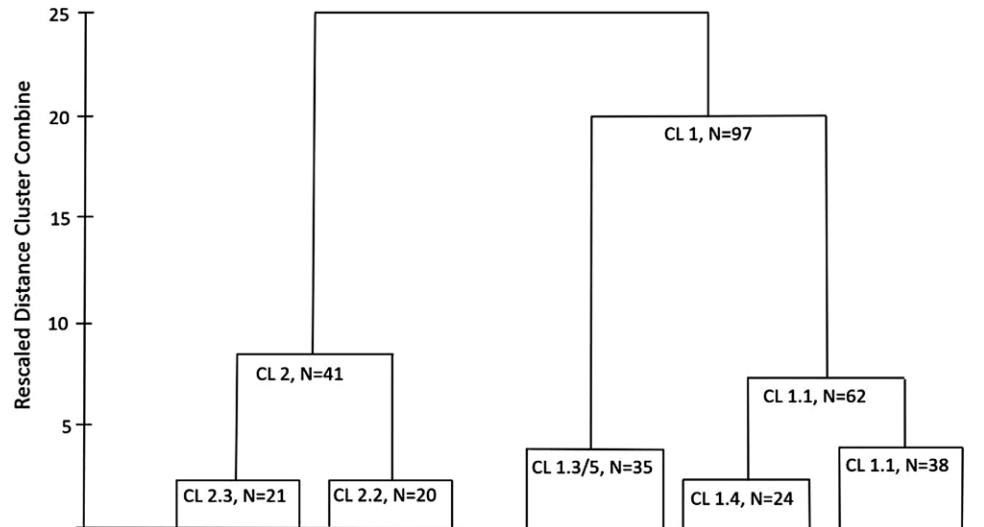 Rescaled Distance Cluster Combine
25
20
15
10
5
CL 1, N=97
CL 2, N=41
CL 1.1, N=62
CL 2.3, N=21
CL 2.2, N=20
CL 1.3/5, N=35
CL 1.4, N=24
CL 1.1, N=38